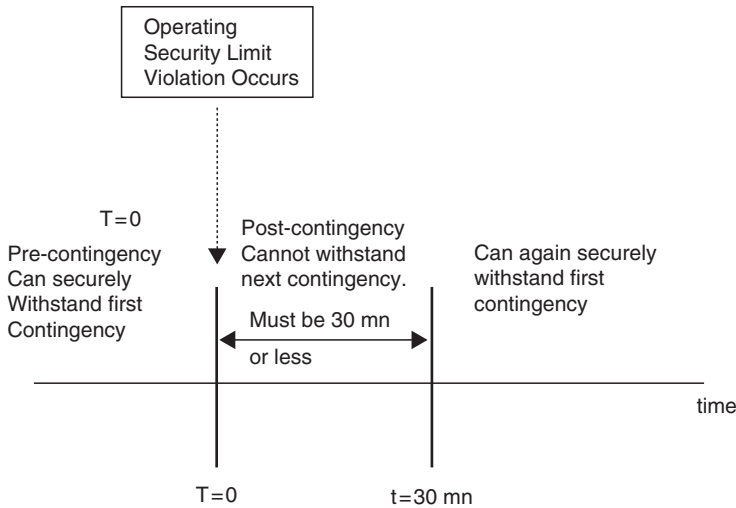 Operating
Security Limit
Violation Occurs
T=0
Pre-contingency
Can securely
Withstand first
Contingency
Post-contingency
Cannot withstand
next contingency.
Must be 30 mn
or less
Can again securely
withstand first
contingency
time
T=0
t=30 mn